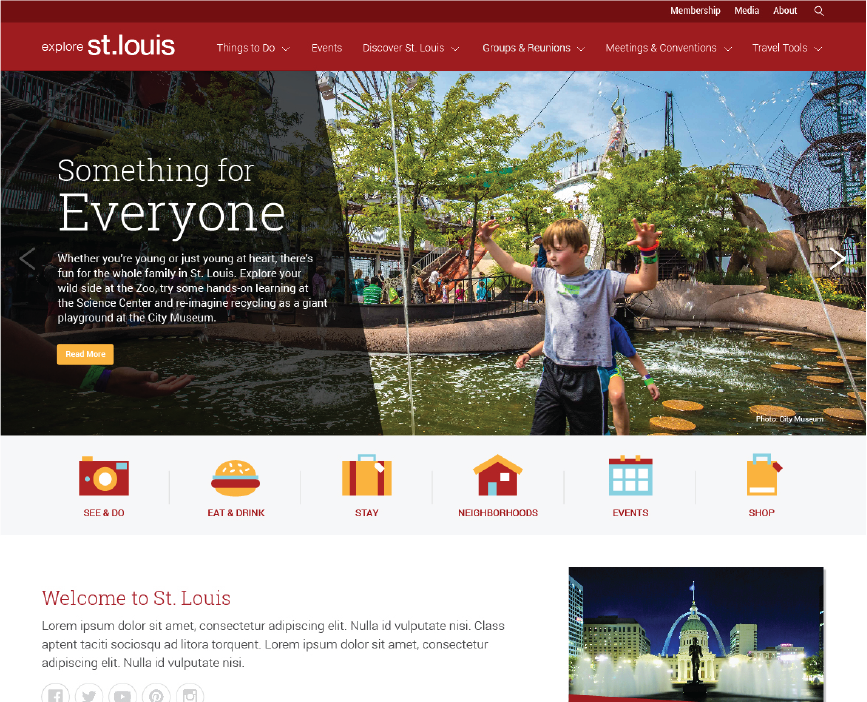 Membership Media About
explore st.louis
Things to Do Events Discover St. Louis Groups & Reunions Meetings & Conventions Travel Tools
Something for
Everyone
Whether you're young or just young at heart, there's
fun for the whole family in St. Louis. Explore your
wild side at the Zoo, try some hands-on learning at
the Science Center and re-imagine recycling as a giant
playground at the City Museum.
Read More
Photo: City Museum
SEE & DO EAT & DRINK STAY NEIGHBORHOODS EVENTS SHOP
Welcome to St. Louis
Lorem ipsum dolor sit amet, consectetur adipiscing elit. Nulla id vulputate nisi. Class
aptent taciti sociosqu ad litora torquent. Lorem ipsum dolor sit amet, consectetur
adipiscing elit. Nulla id vulputate nisi.